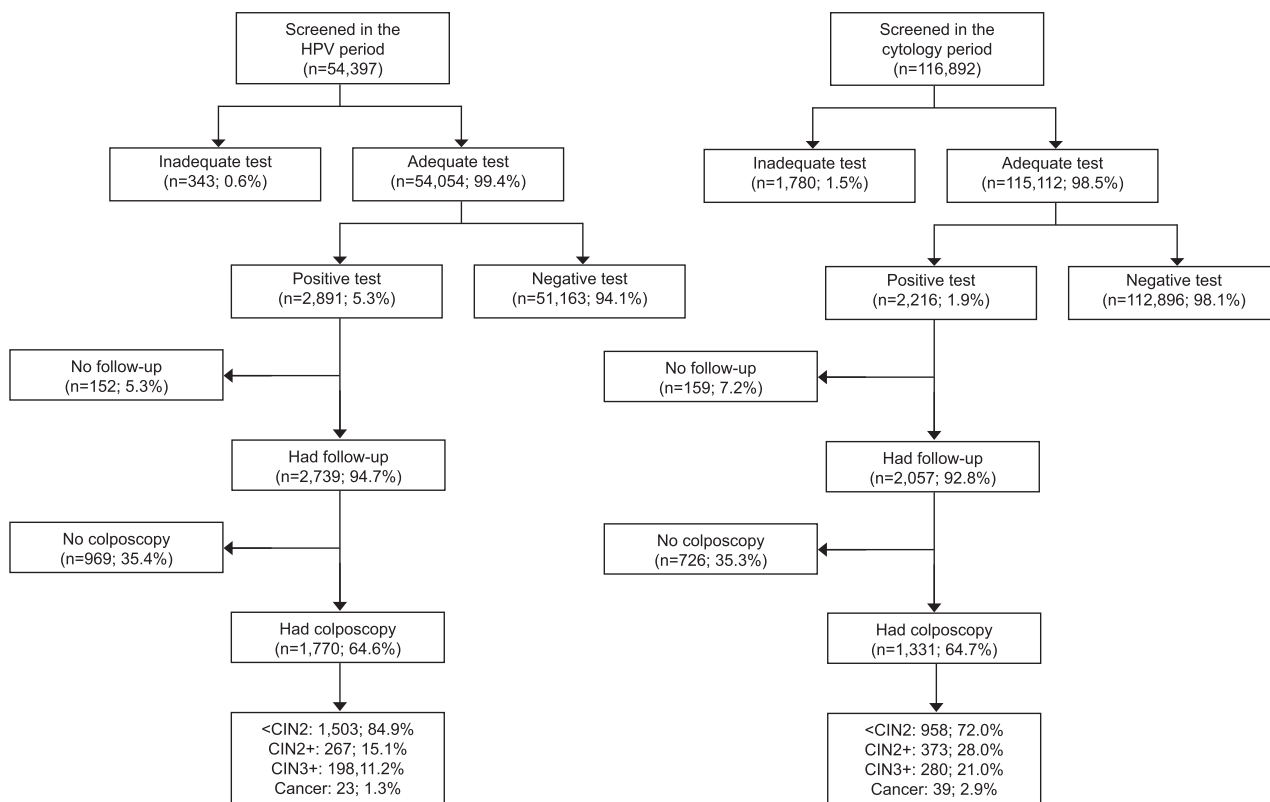 Screened in the
HPV period
(n=54,397)
Inadequate test
(n=343; 0.6%)
Adequate test
(n=54,054; 99.4%)
Positive test
(n=2,891; 5.3%)
Negative test
(n=51,163; 94.1%)
No follow-up
(n=152; 5.3%)
Had follow-up
(n=2,739; 94.7%)
No colposcopy
(n=969; 35.4%)
Had colposcopy
(n=1,770; 64.6%)
<CIN2: 1,503; 84.9%
CIN2+: 267; 15.1%
CIN3+: 198,11.2%
Cancer: 23; 1.3%
Screened in the
cytology period
(n=116,892)
Inadequate test
(n=1,780; 1.5%)
Adequate test
(n=115,112; 98.5%)
Positive test
(n=2,216; 1.9%)
Negative test
(n=112,896; 98.1%)
No follow-up
(n=159; 7.2%)
Had follow-up
(n=2,057; 92.8%)
No colposcopy
(n=726; 35.3%)
Had colposcopy
(n=1,331; 64.7%)
<CIN2: 958; 72.0%
CIN2+: 373; 28.0%
CIN3+: 280; 21.0%
Cancer: 39; 2.9%